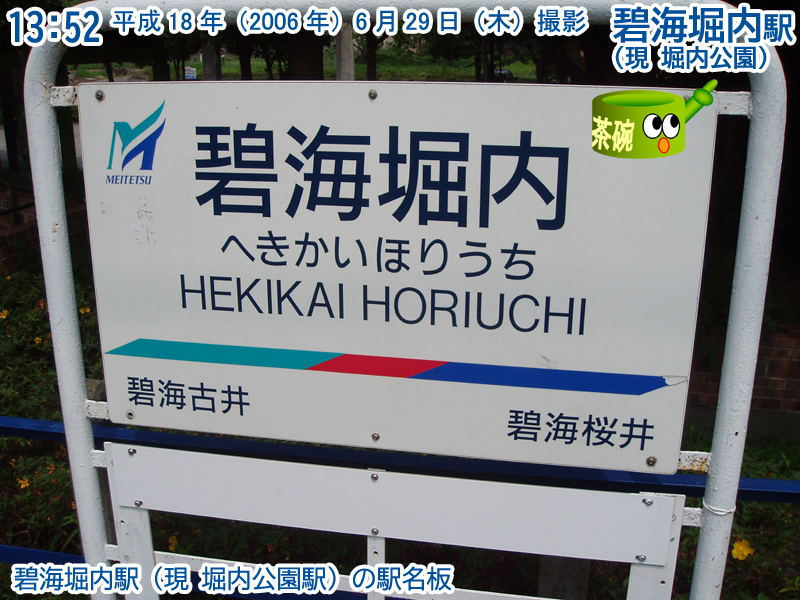 13:52 平成18年（2006年）6月29日（木）撮影 碧海堀内駅
（現 堀内公園）
茶碗
MEITETSU
碧海堀内
へきかいほりうち
HEKIKAI HORIUCHI
碧海古井 碧海桜井
碧海堀内駅（現 堀内公園駅）の駅名板